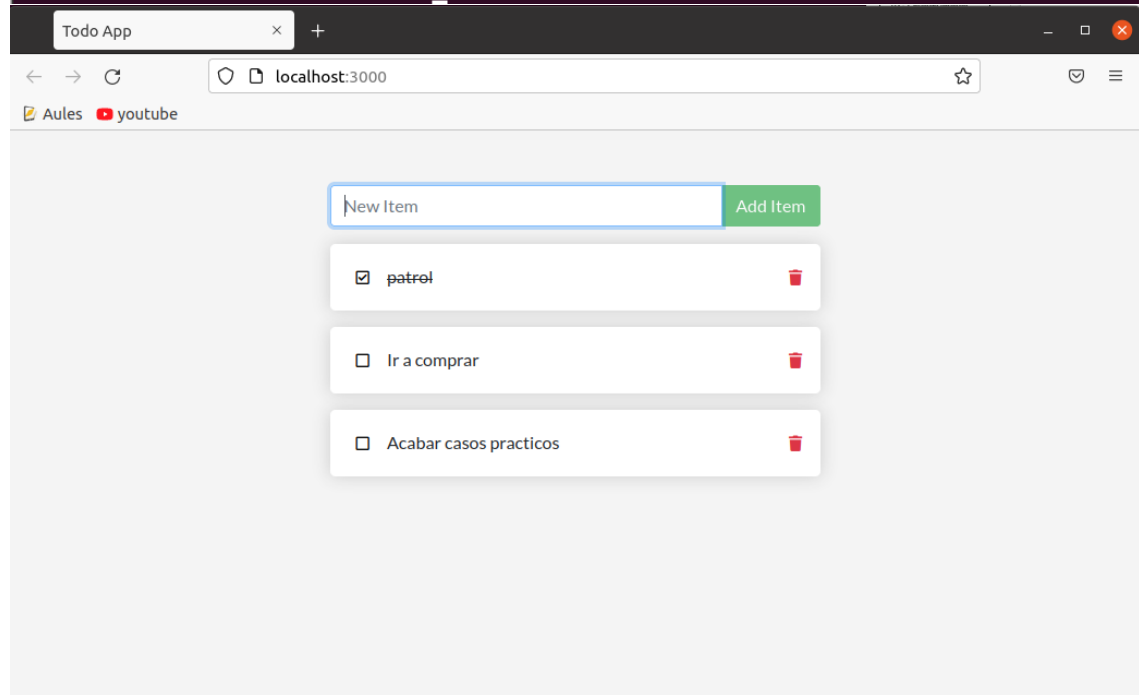 Todo App
localhost:3000
Aules youtube
New Item Add Item
patrol
Ir a comprar
Acabar casos practicos